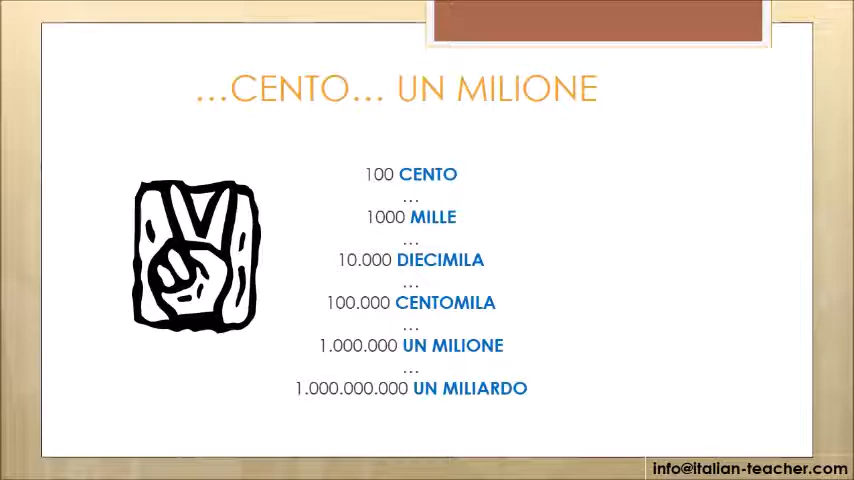 ...CENTO... UN MILIONE
100 CENTO
...
1000 MILLE
...
10.000 DIECIMILA
...
100.000 CENTOMILA
...
1.000.000 UN MILIONE
...
1.000.000.000 UN MILIARDO
info@italian-teacher.com